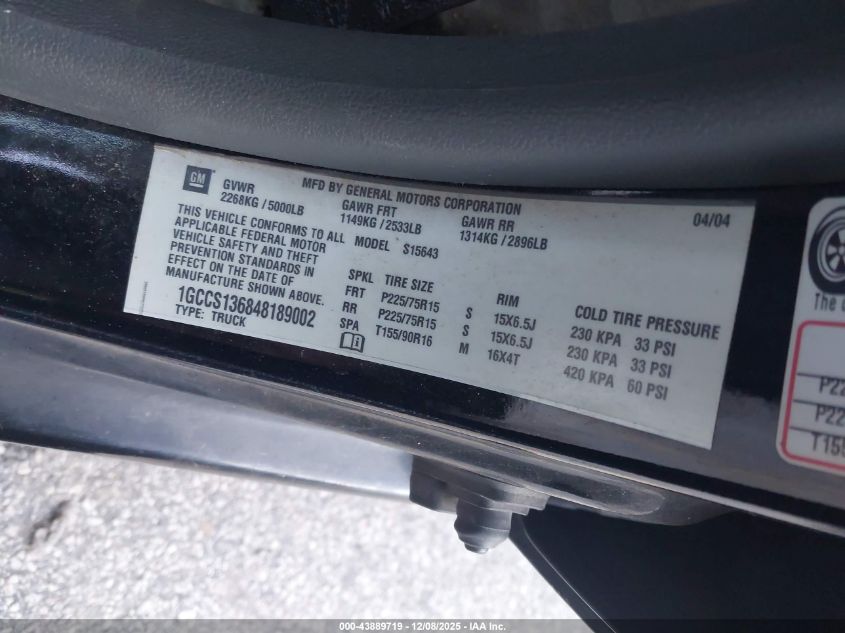 GM
MFD BY GENERAL MOTORS CORPORATION
04/04
GVWR
GAWR FRT
GAWR RR
2268KG / 5000LB
1149KG / 2533LB
1314KG / 2896LB
THIS VEHICLE CONFORMS TO ALL
APPLICABLE FEDERAL MOTOR
VEHICLE SAFETY AND THEFT
PREVENTION STANDARDS IN
EFFECT ON THE DATE OF
MANUFACTURE SHOWN ABOVE.
1GCCS136848189002
TYPE: TRUCK
MODEL S15643
SPKL TIRE SIZE RIM COLD TIRE PRESSURE
FRT P225/75R15 S 15X6.5J 230 KPA 33 PSI
RR P225/75R15 S 15X6.5J 230 KPA 33 PSI
SPA T155/90R16 M 16X4T 420 KPA 60 PSI
The
P22
P22
T155
000-43889719 - 12/08/2025 - IAA Inc.